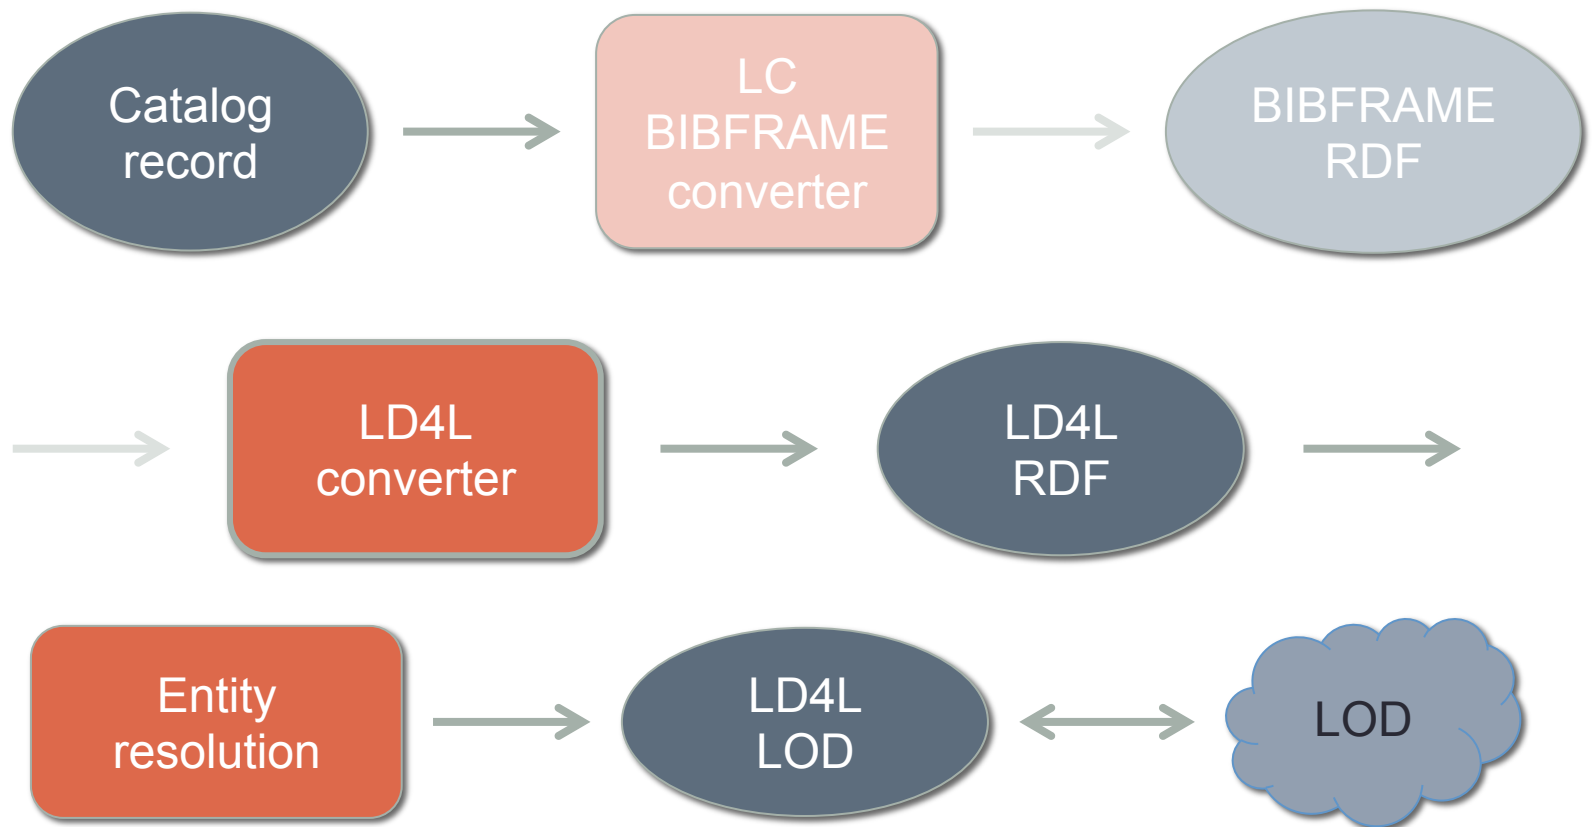 Catalog
record
LC
BIBFRAME
converter
BIBFRAME
RDF
LD4L
converter
LD4L
RDF
Entity
resolution
LD4L
LOD
LOD